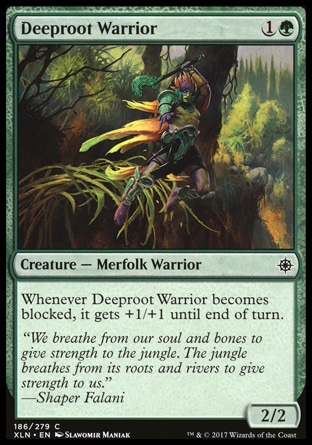 Deeproot Warrior 1
Creature — Merfolk Warrior
Whenever Deeproot Warrior becomes
blocked, it gets +1/+1 until end of turn.
“We breathe from our soul and bones to
give strength to the jungle. The jungle
breathes from its roots and rivers to give
strength to us.”
—Shaper Falani
2/2
186/279 C
XLN • EN Slawomir Maniak
™ & © 2017 Wizards of the Coast